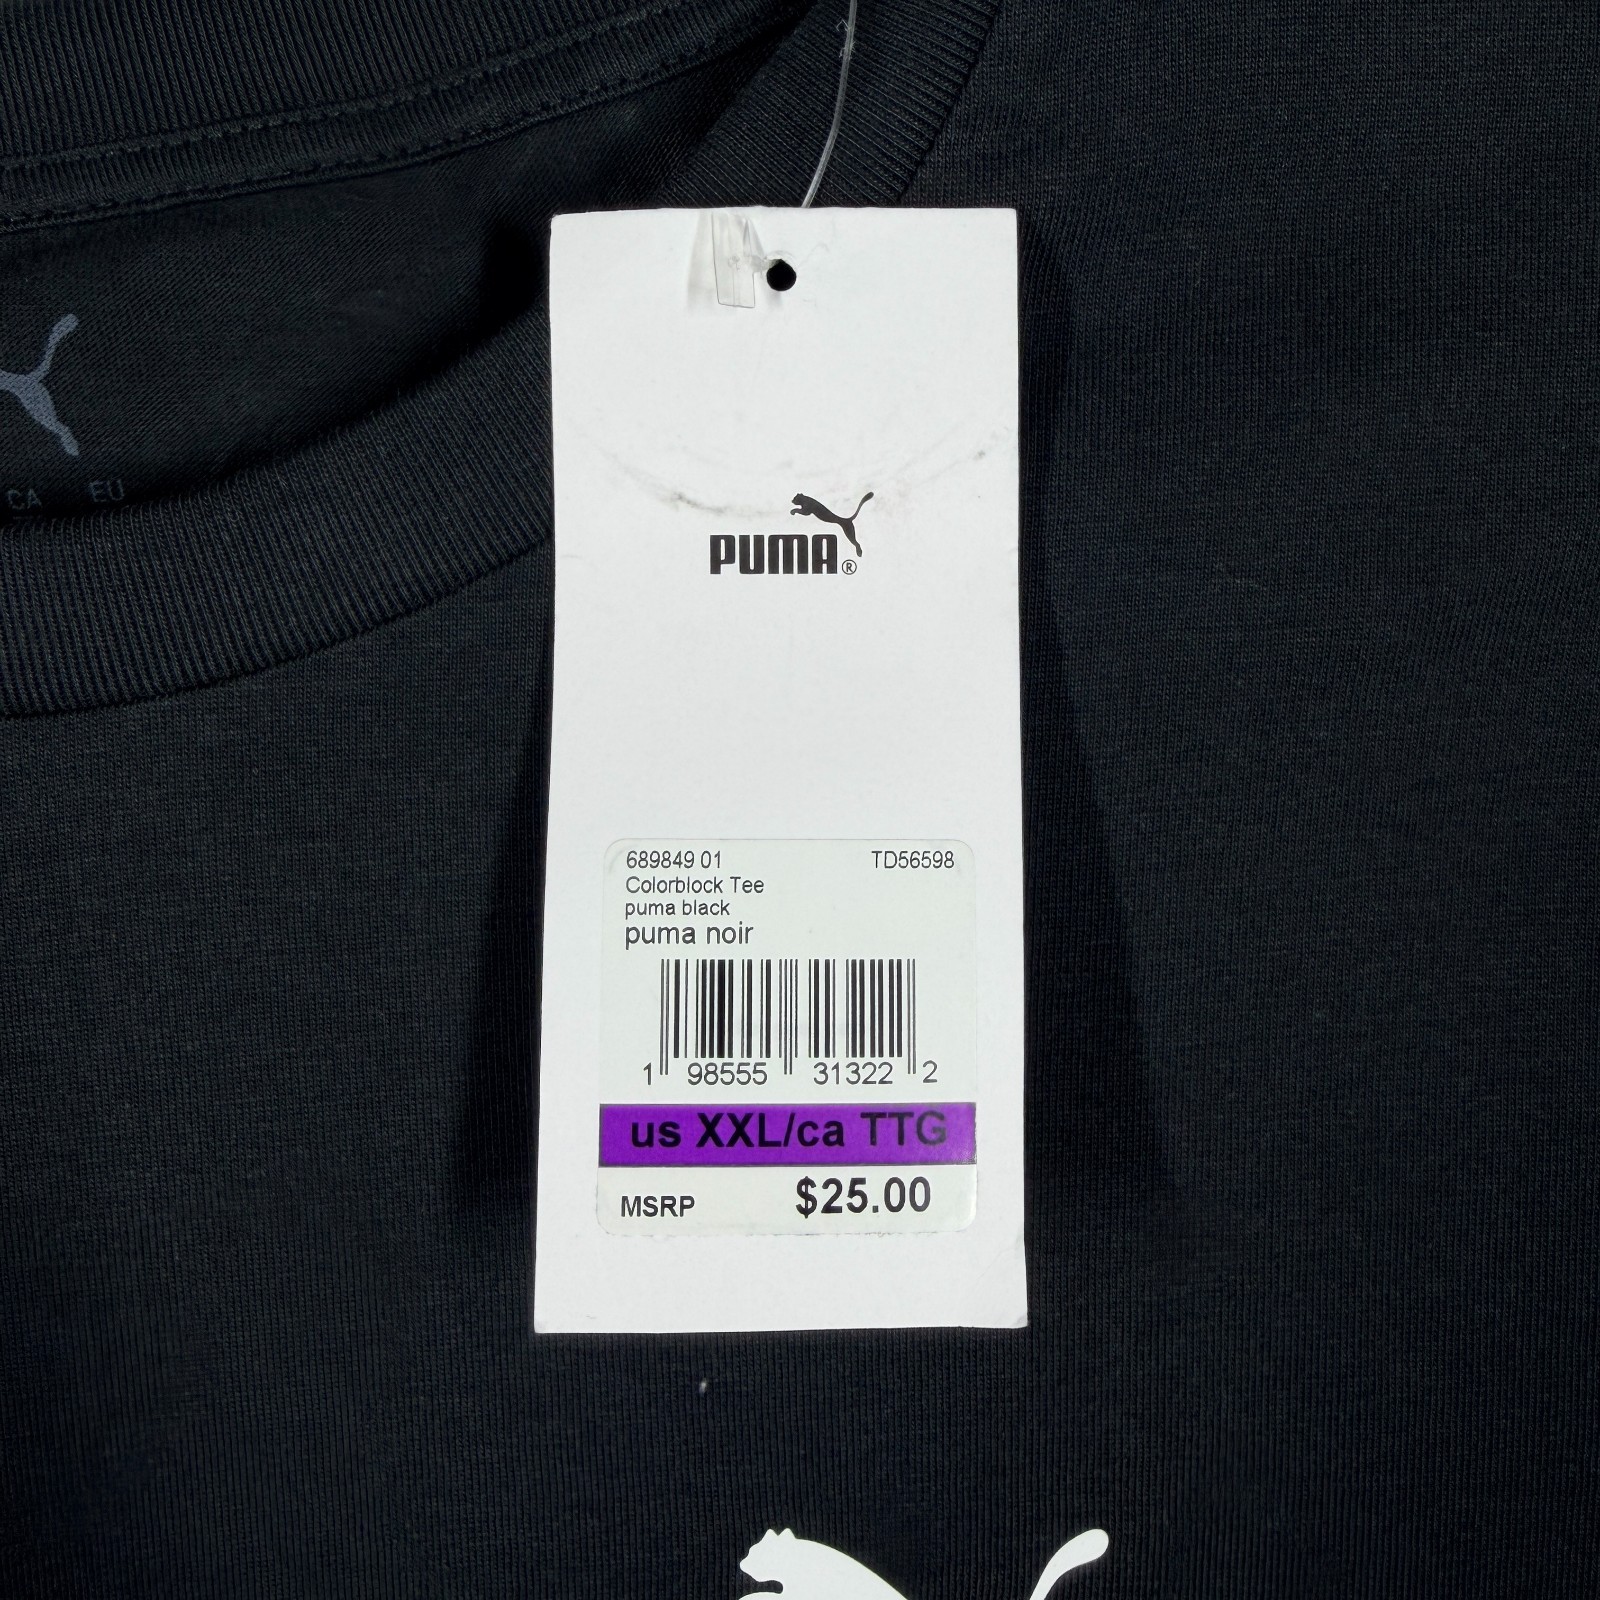 CA EU
PUMA®
689849 01 TD56598
Colorblock Tee
puma black
puma noir
1 98555 31322 2
us XXL/ca TTG
MSRP $25.00